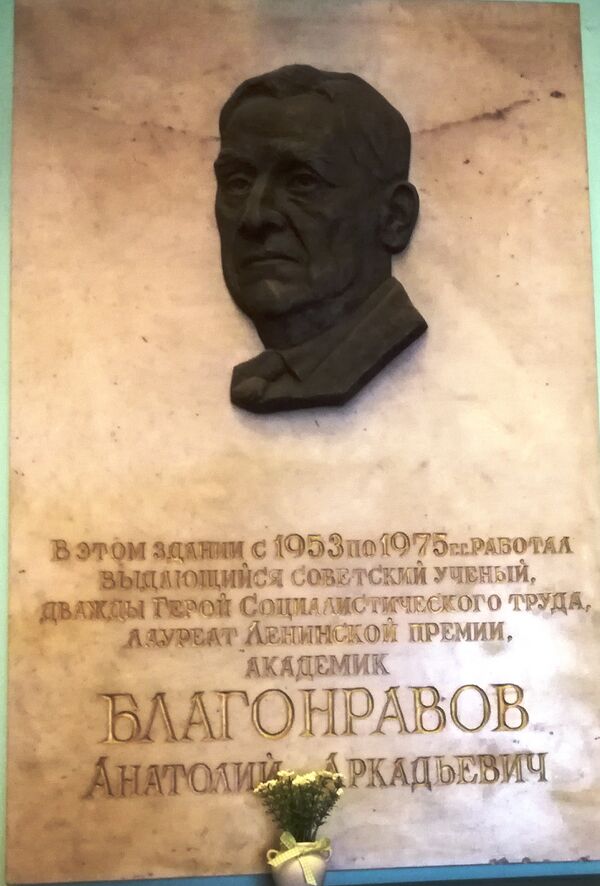 В ЭТОМ ЗДАНИИ С 1953 ПО 1975 ГГ. РАБОТАЛ
ВЫДАЮЩИЙСЯ СОВЕТСКИЙ УЧЕНЫЙ,
ДВАЖДЫ ГЕРОЙ СОЦИАЛИСТИЧЕСКОГО ТРУДА,
ЛАУРЕАТ ЛЕНИНСКОЙ ПРЕМИИ,
АКАДЕМИК
БЛАГОНРАВОВ
АНАТОЛИЙ АРКАДЬЕВИЧ